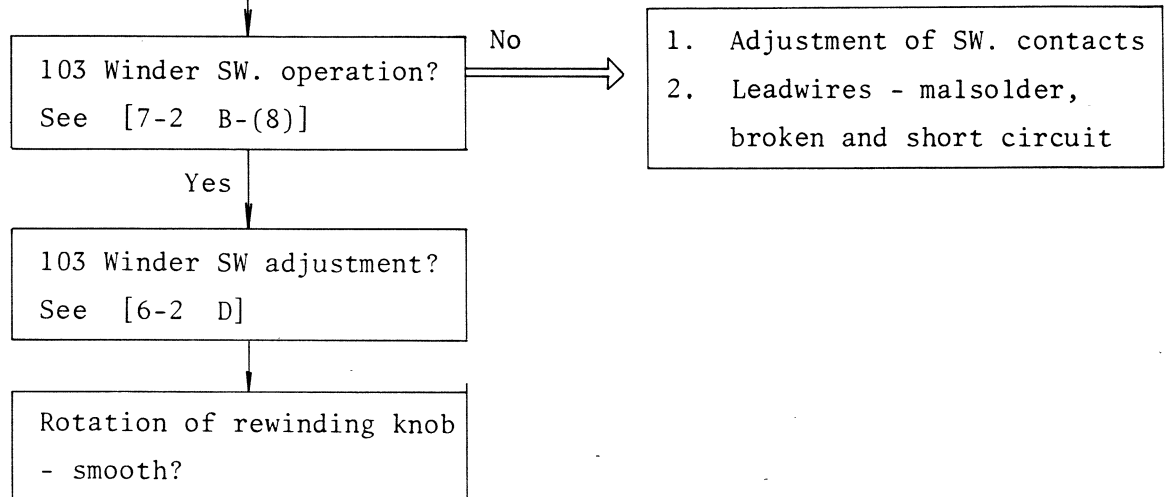 103 Winder SW. operation?
See [7-2 B-(8)]
No
1. Adjustment of SW. contacts
2. Leadwires - malsolder,
broken and short circuit
Yes
103 Winder SW adjustment?
See [6-2 D]
Rotation of rewinding knob
- smooth?